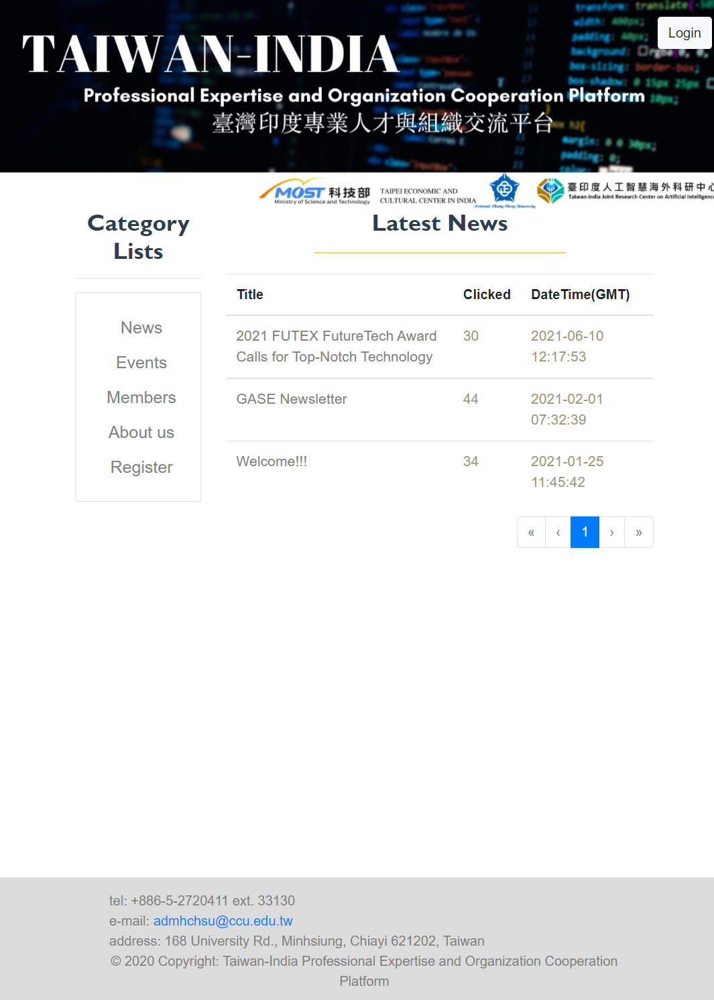 Login
TAIWAN-INDIA
Professional Expertise and Organization Cooperation Platform
臺灣印度專業人才與組織交流平台
MOST 科技部
Ministry of Science and Technology
TAIPEI ECONOMIC AND
CULTURAL CENTER IN INDIA
National Chung Cheng University
臺印度人工智慧海外科研中心
Taiwan-India Joint Research Center on Artificial Intelligence
Category
Lists
News
Events
Members
About us
Register
Latest News
Title Clicked DateTime(GMT)
2021 FUTEX FutureTech Award 30 2021-06-10
Calls for Top-Notch Technology 12:17:53
GASE Newsletter 44 2021-02-01
07:32:39
Welcome!!! 34 2021-01-25
11:45:42
« ‹ 1 › »
tel: +886-5-2720411 ext. 33130
e-mail: admhchsu@ccu.edu.tw
address: 168 University Rd., Minhsiung, Chiayi 621202, Taiwan
© 2020 Copyright: Taiwan-India Professional Expertise and Organization Cooperation
Platform